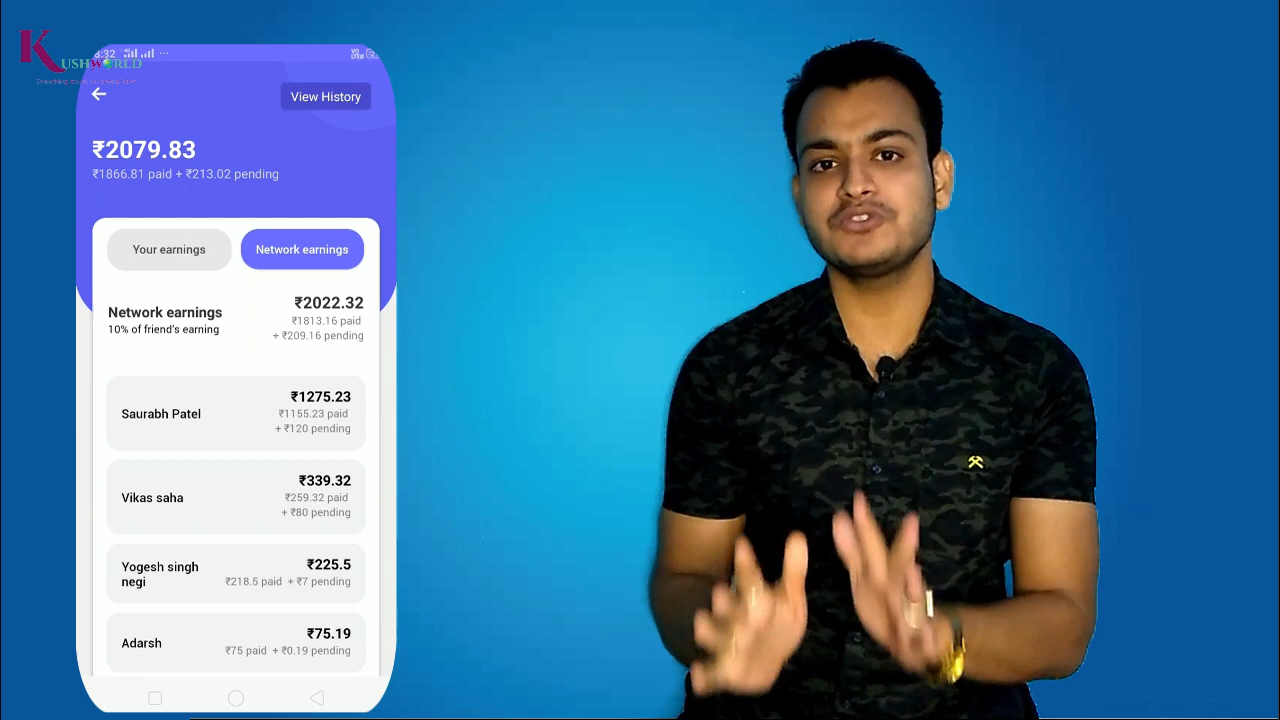 KUSHWORLD
8:32
View History
₹2079.83
₹1866.81 paid + ₹213.02 pending
Your earnings
Network earnings
Network earnings
10% of friend's earning
₹2022.32
₹1813.16 paid
+ ₹209.16 pending
Saurabh Patel
₹1275.23
₹1155.23 paid
+ ₹120 pending
Vikas saha
₹339.32
₹259.32 paid
+ ₹80 pending
Yogesh singh
negi
₹225.5
₹218.5 paid + ₹7 pending
Adarsh
₹75.19
₹75 paid + ₹0.19 pending